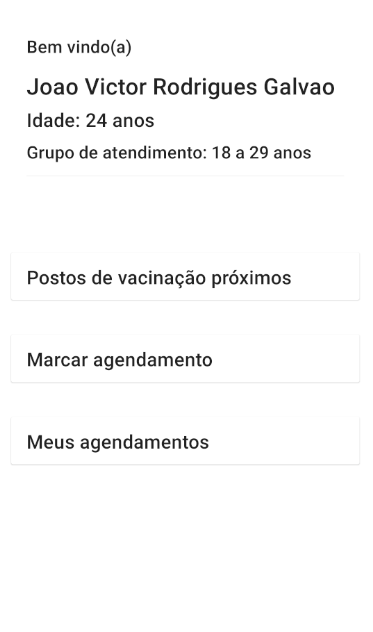 Bem vindo(a)
Joao Victor Rodrigues Galvao
Idade: 24 anos
Grupo de atendimento: 18 a 29 anos
Postos de vacinação próximos
Marcar agendamento
Meus agendamentos